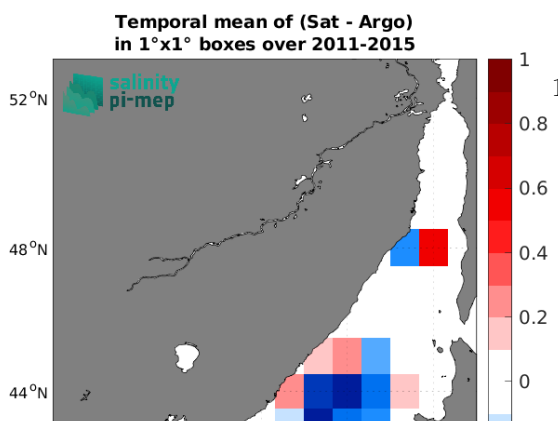 Temporal mean of (Sat - Argo)
in 1°x1° boxes over 2011-2015
salinity
pi-mep
52°N
48°N
44°N
1
0.8
0.6
0.4
0.2
0
1